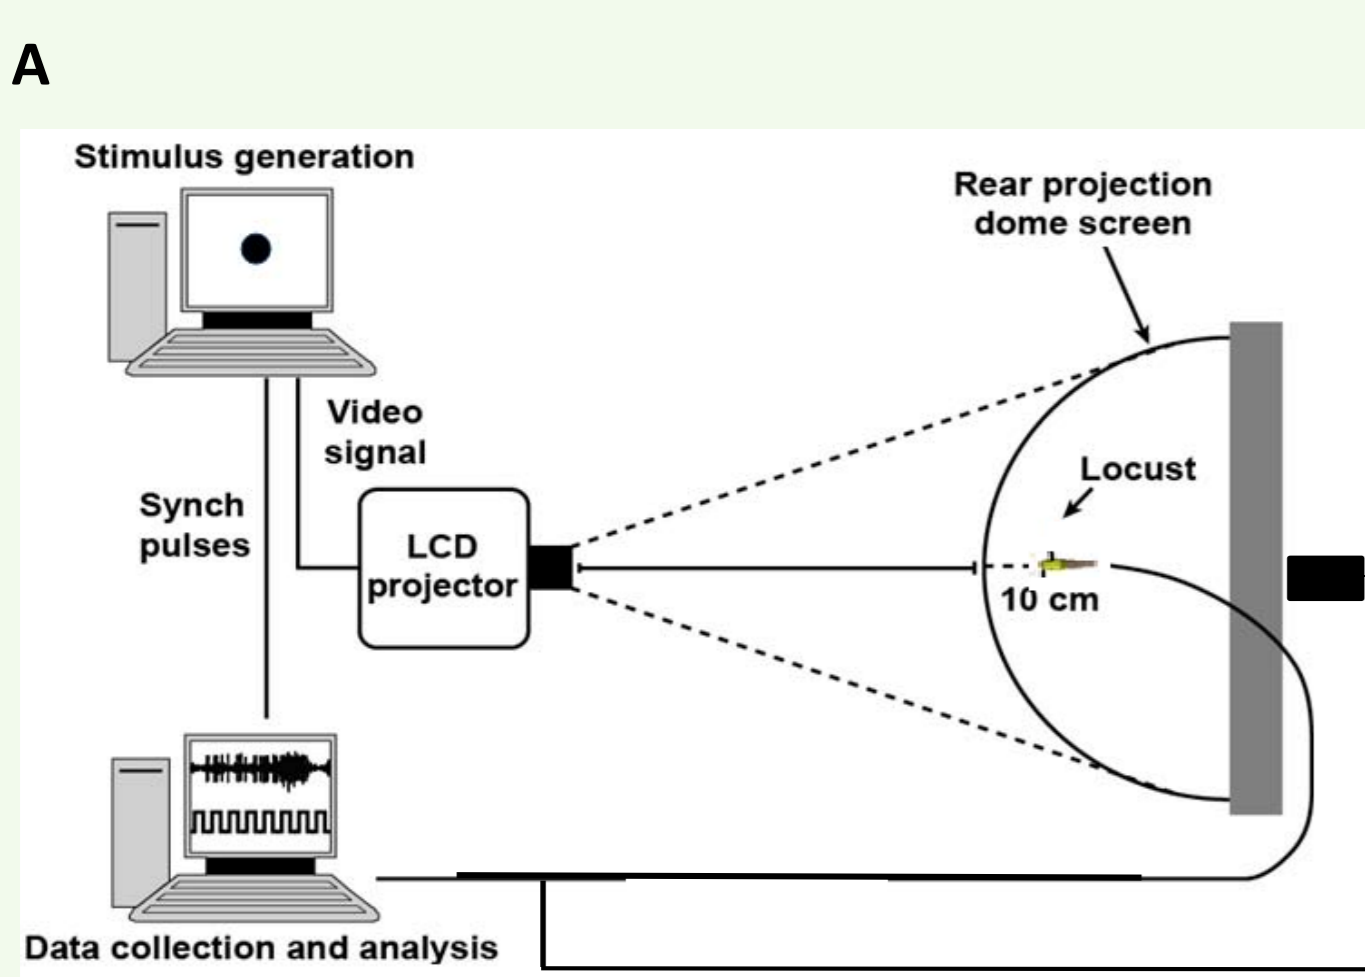 A
Stimulus generation
Rear projection
dome screen
Video
signal
Locust
Synch
pulses
LCD
projector
10 cm
Data collection and analysis